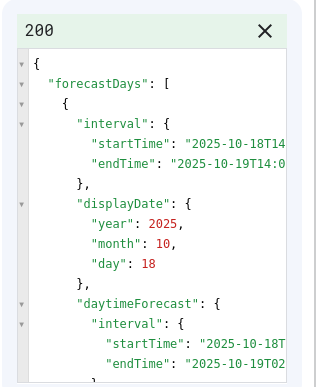 200
{
  "forecastDays": [
    {
      "interval": {
        "startTime": "2025-10-18T14
        "endTime": "2025-10-19T14:0
      },
      "displayDate": {
        "year": 2025,
        "month": 10,
        "day": 18
      },
      "daytimeForecast": {
        "interval": {
          "startTime": "2025-10-18T
          "endTime": "2025-10-19T02
        }